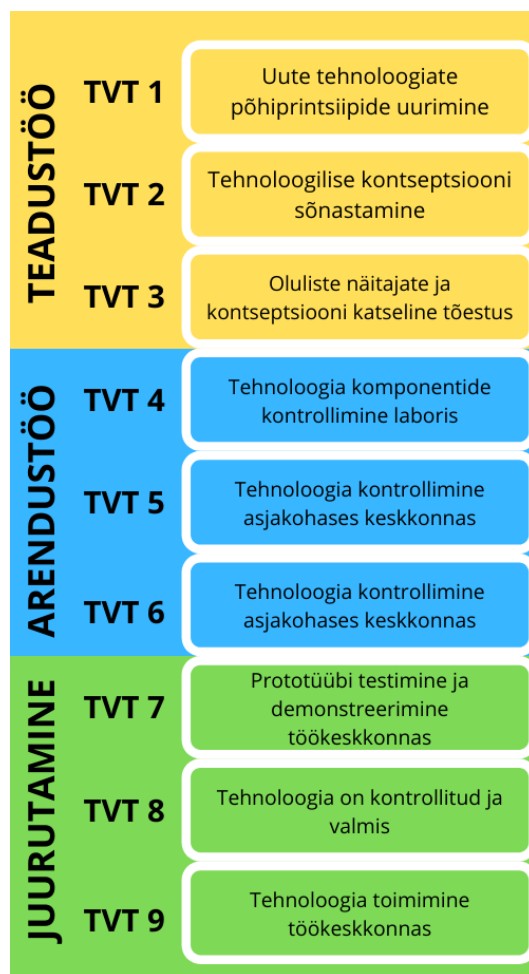 TEADUSTÖÖ
TVT 1
Uute tehnoloogiate
põhiprintsiipide uurimine
TVT 2
Tehnoloogilise kontseptsiooni
sõnastamine
TVT 3
Oluliste näitajate ja
kontseptsiooni katseline tõestus
ARENDUSTÖÖ
TVT 4
Tehnoloogia komponentide
kontrollimine laboris
TVT 5
Tehnoloogia kontrollimine
asjakohases keskkonnas
TVT 6
Tehnoloogia kontrollimine
asjakohases keskkonnas
JUURUTAMINE
TVT 7
Prototüübi testimine ja
demonstreerimine
töökeskkonnas
TVT 8
Tehnoloogia on kontrollitud ja
valmis
TVT 9
Tehnoloogia toimimine
töökeskkonnas